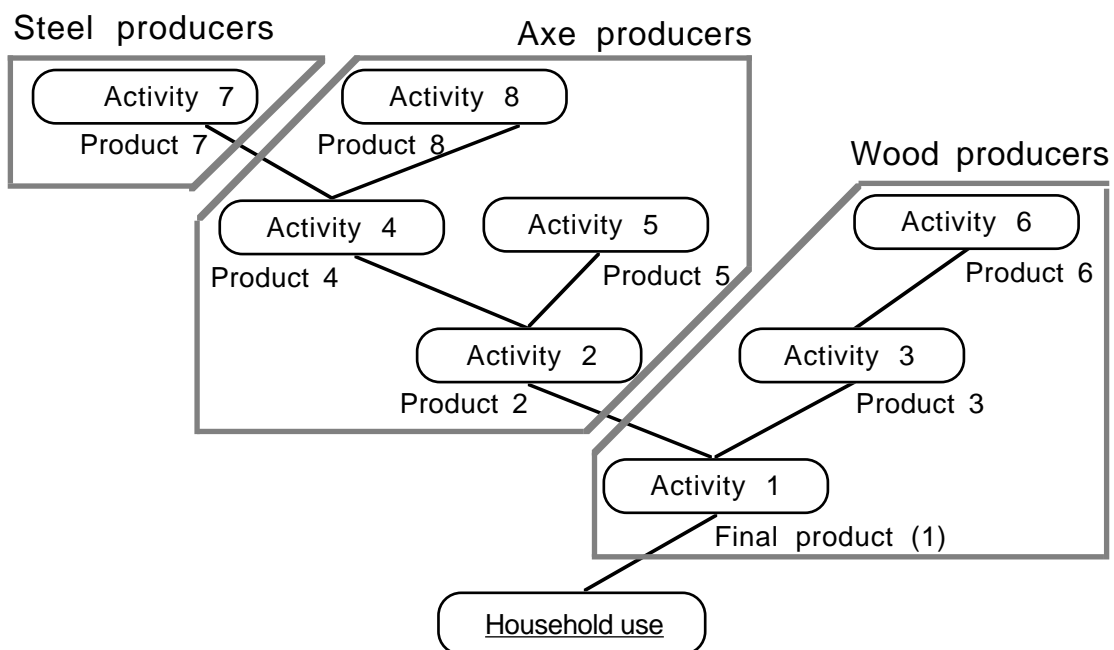 Steel producers
Axe producers
Activity 7
Activity 8
Product 7
Product 8
Wood producers
Activity 4
Activity 5
Activity 6
Product 4
Product 5
Product 6
Activity 2
Activity 3
Product 2
Product 3
Activity 1
Final product (1)
Household use